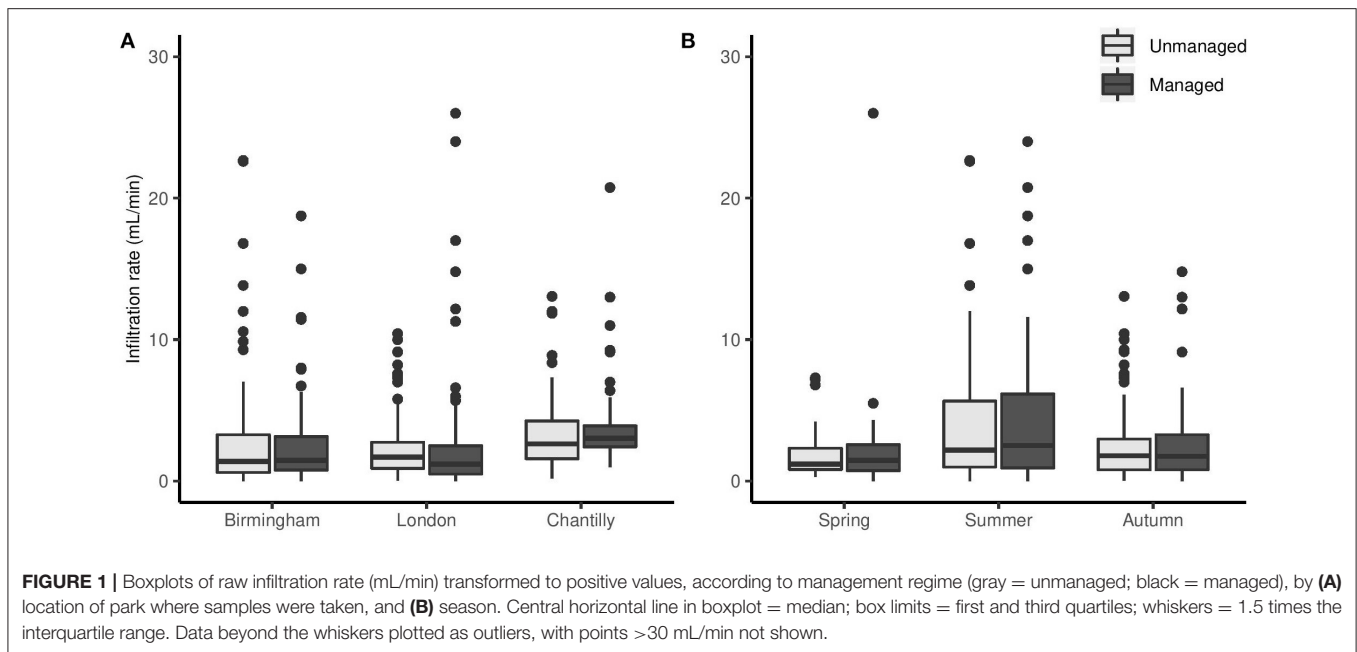 A
B
30
20
10
0
Infiltration rate (mL/min)
Birmingham London Chantilly
30
20
10
0
Spring Summer Autumn
Unmanaged
Managed
FIGURE 1 | Boxplots of raw infiltration rate (mL/min) transformed to positive values, according to management regime (gray = unmanaged; black = managed), by (A)
location of park where samples were taken, and (B) season. Central horizontal line in boxplot = median; box limits = first and third quartiles; whiskers = 1.5 times the
interquartile range. Data beyond the whiskers plotted as outliers, with points >30 mL/min not shown.